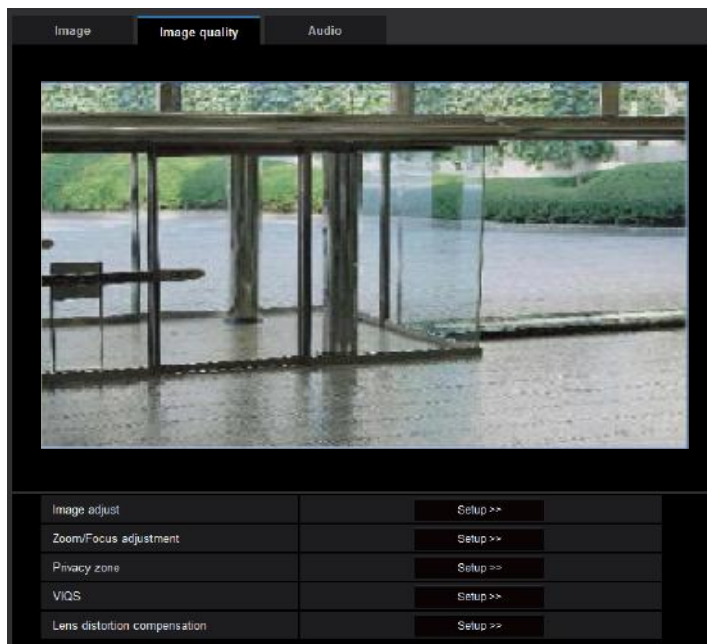 Image Image quality Audio
Image adjust Setup >>
Zoom/Focus adjustment Setup >>
Privacy zone Setup >>
VIQS Setup >>
Lens distortion compensation Setup >>